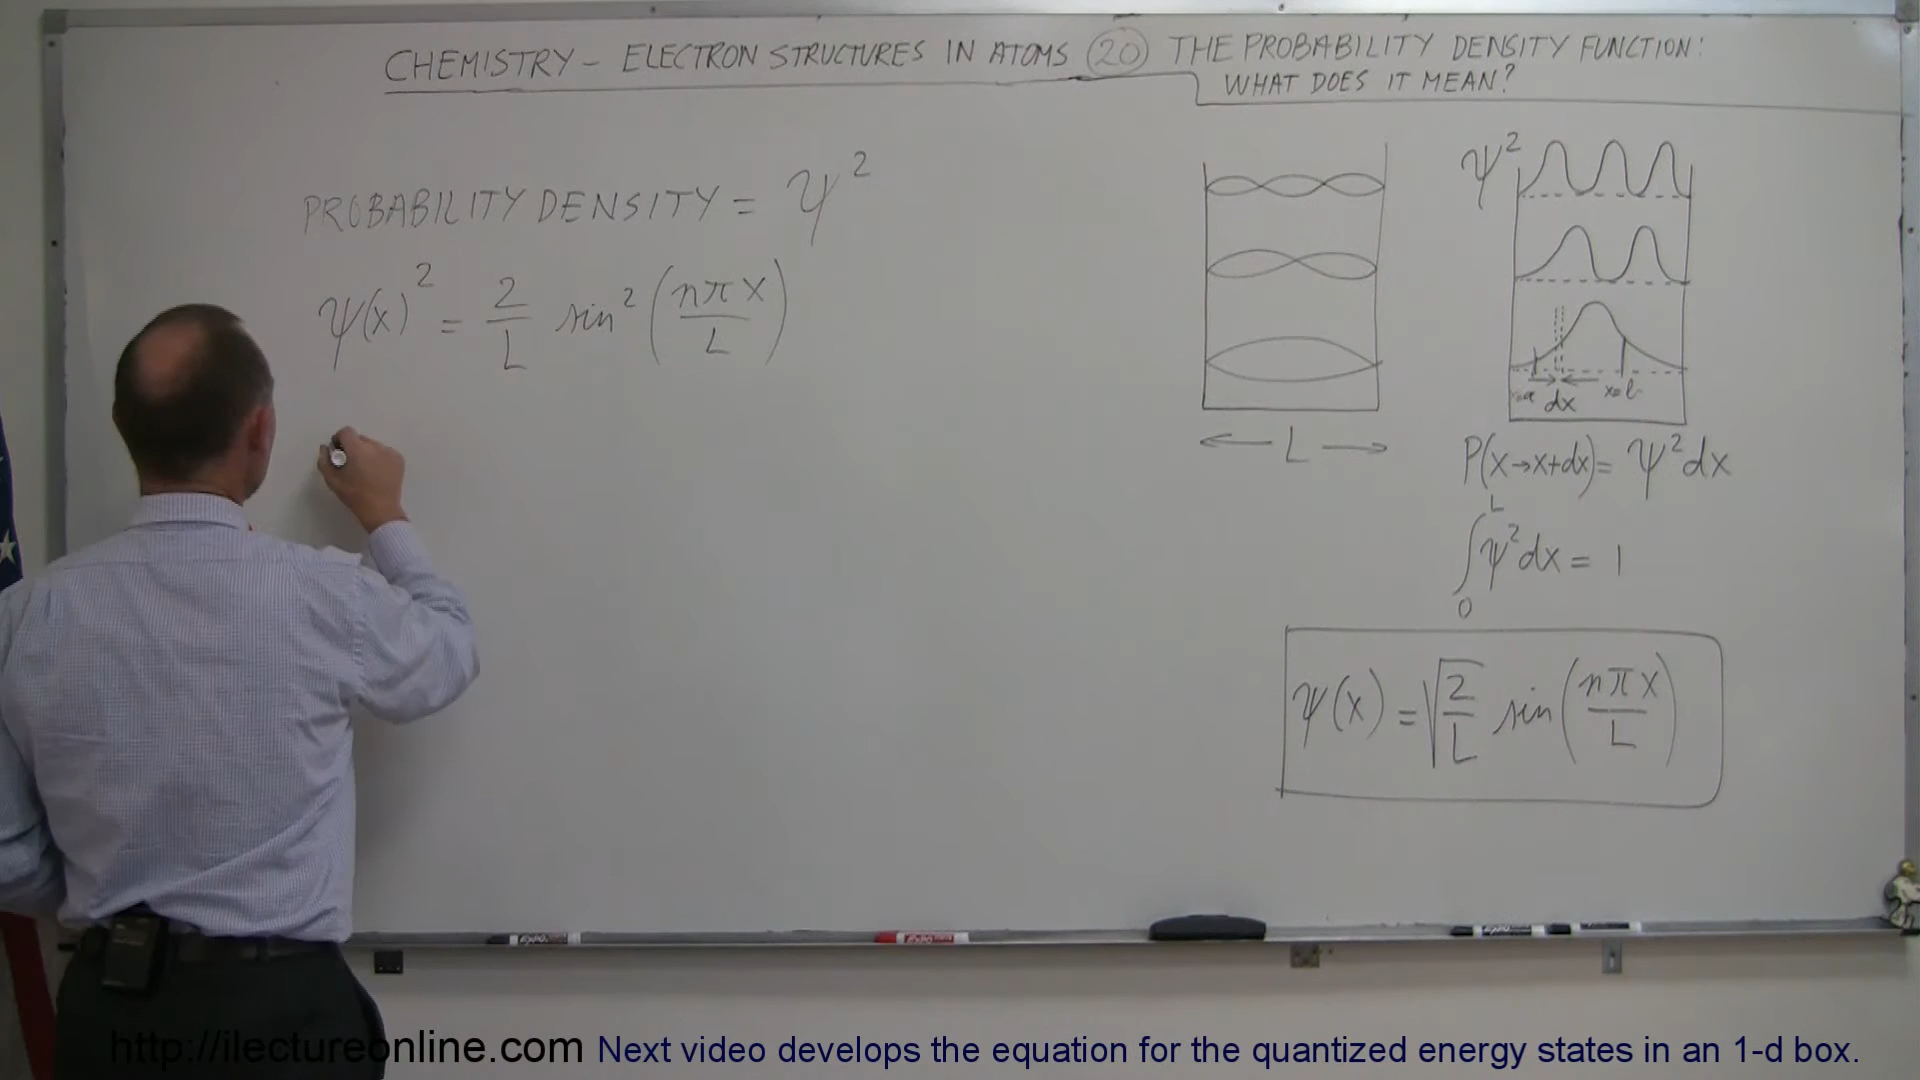 CHEMISTRY – ELECTRON STRUCTURES IN ATOMS (20) THE PROBABILITY DENSITY FUNCTION:
WHAT DOES IT MEAN?
PROBABILITY DENSITY = ψ²
ψ(x)² = 2/L sin² (nπx/L)
ψ²
x=a dx x=b
L
P(x→x+dx) = ψ²dx
∫₀ᴸ ψ²dx = 1
ψ(x) = √(2/L) sin (nπx/L)
http://ilectureonline.com Next video develops the equation for the quantized energy states in an 1-d box.